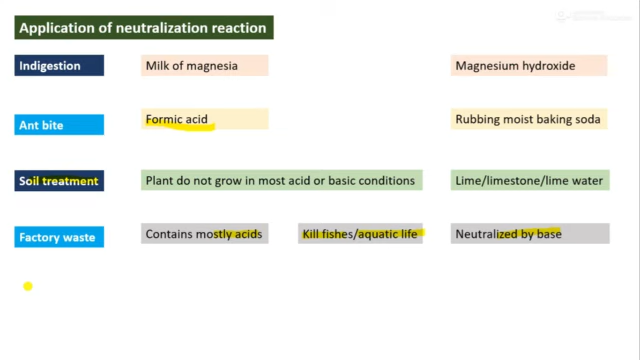 Application of neutralization reaction
Indigestion
Milk of magnesia
Magnesium hydroxide
Ant bite
Formic acid
Rubbing moist baking soda
Soil treatment
Plant do not grow in most acid or basic conditions
Lime/limestone/lime water
Factory waste
Contains mostly acids
Kill fishes/aquatic life
Neutralized by base